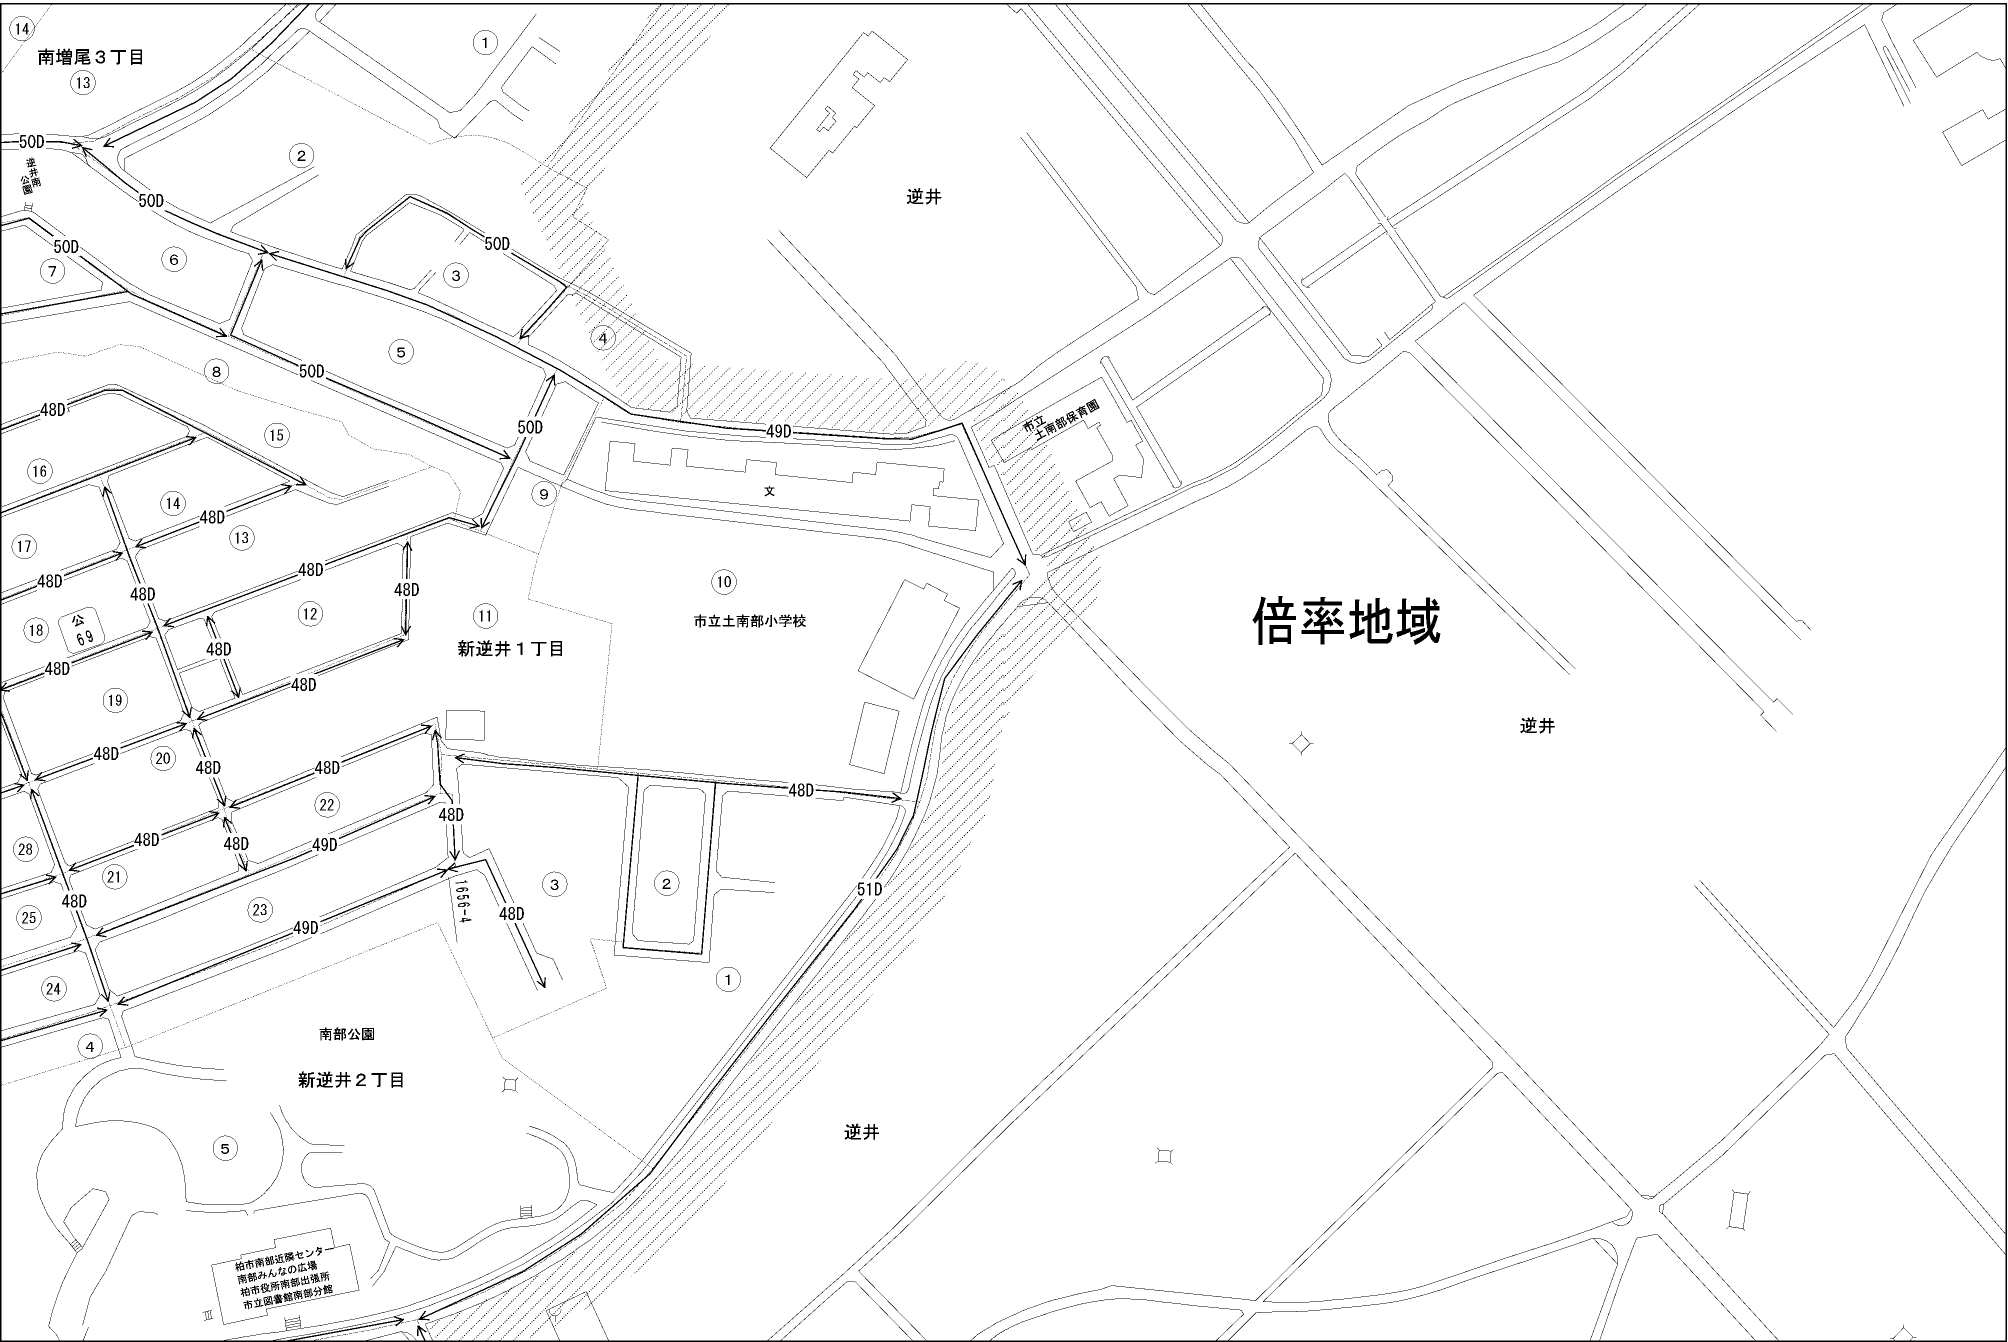 14
南増尾3丁目
13
1
50D
逆井南
公園
2
50D
逆井
50D
7
6
50D
3
4
5
8
50D
48D
50D
49D
市立
土南部保育園
15
16
文
9
14
48D
13
17
48D
48D
48D
48D
10
12
11
市立土南部小学校
倍率地域
18
公
69
48D
新逆井1丁目
48D
48D
19
逆井
48D
20
48D
48D
48D
22
48D
48D
48D
49D
28
21
3
2
51D
48D
25
23
1656-4
48D
49D
1
24
南部公園
4
新逆井2丁目
逆井
5
柏市南部近隣センタ
南部みんなの広場
柏市役所南部出張所
市立図書館南部分館